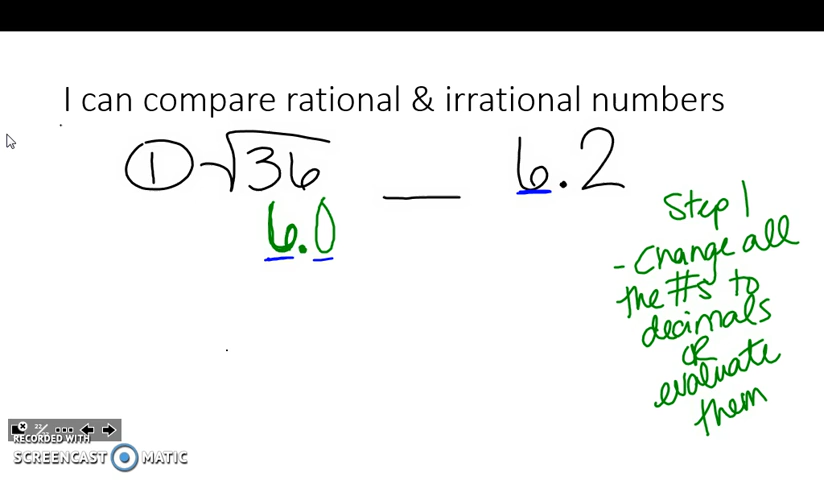 I can compare rational & irrational numbers
① √36 __ 6.2
6.0
Step 1
- Change all
the #s to
decimals
OR
evaluate
them
RECORDED WITH
SCREENCAST MATIC